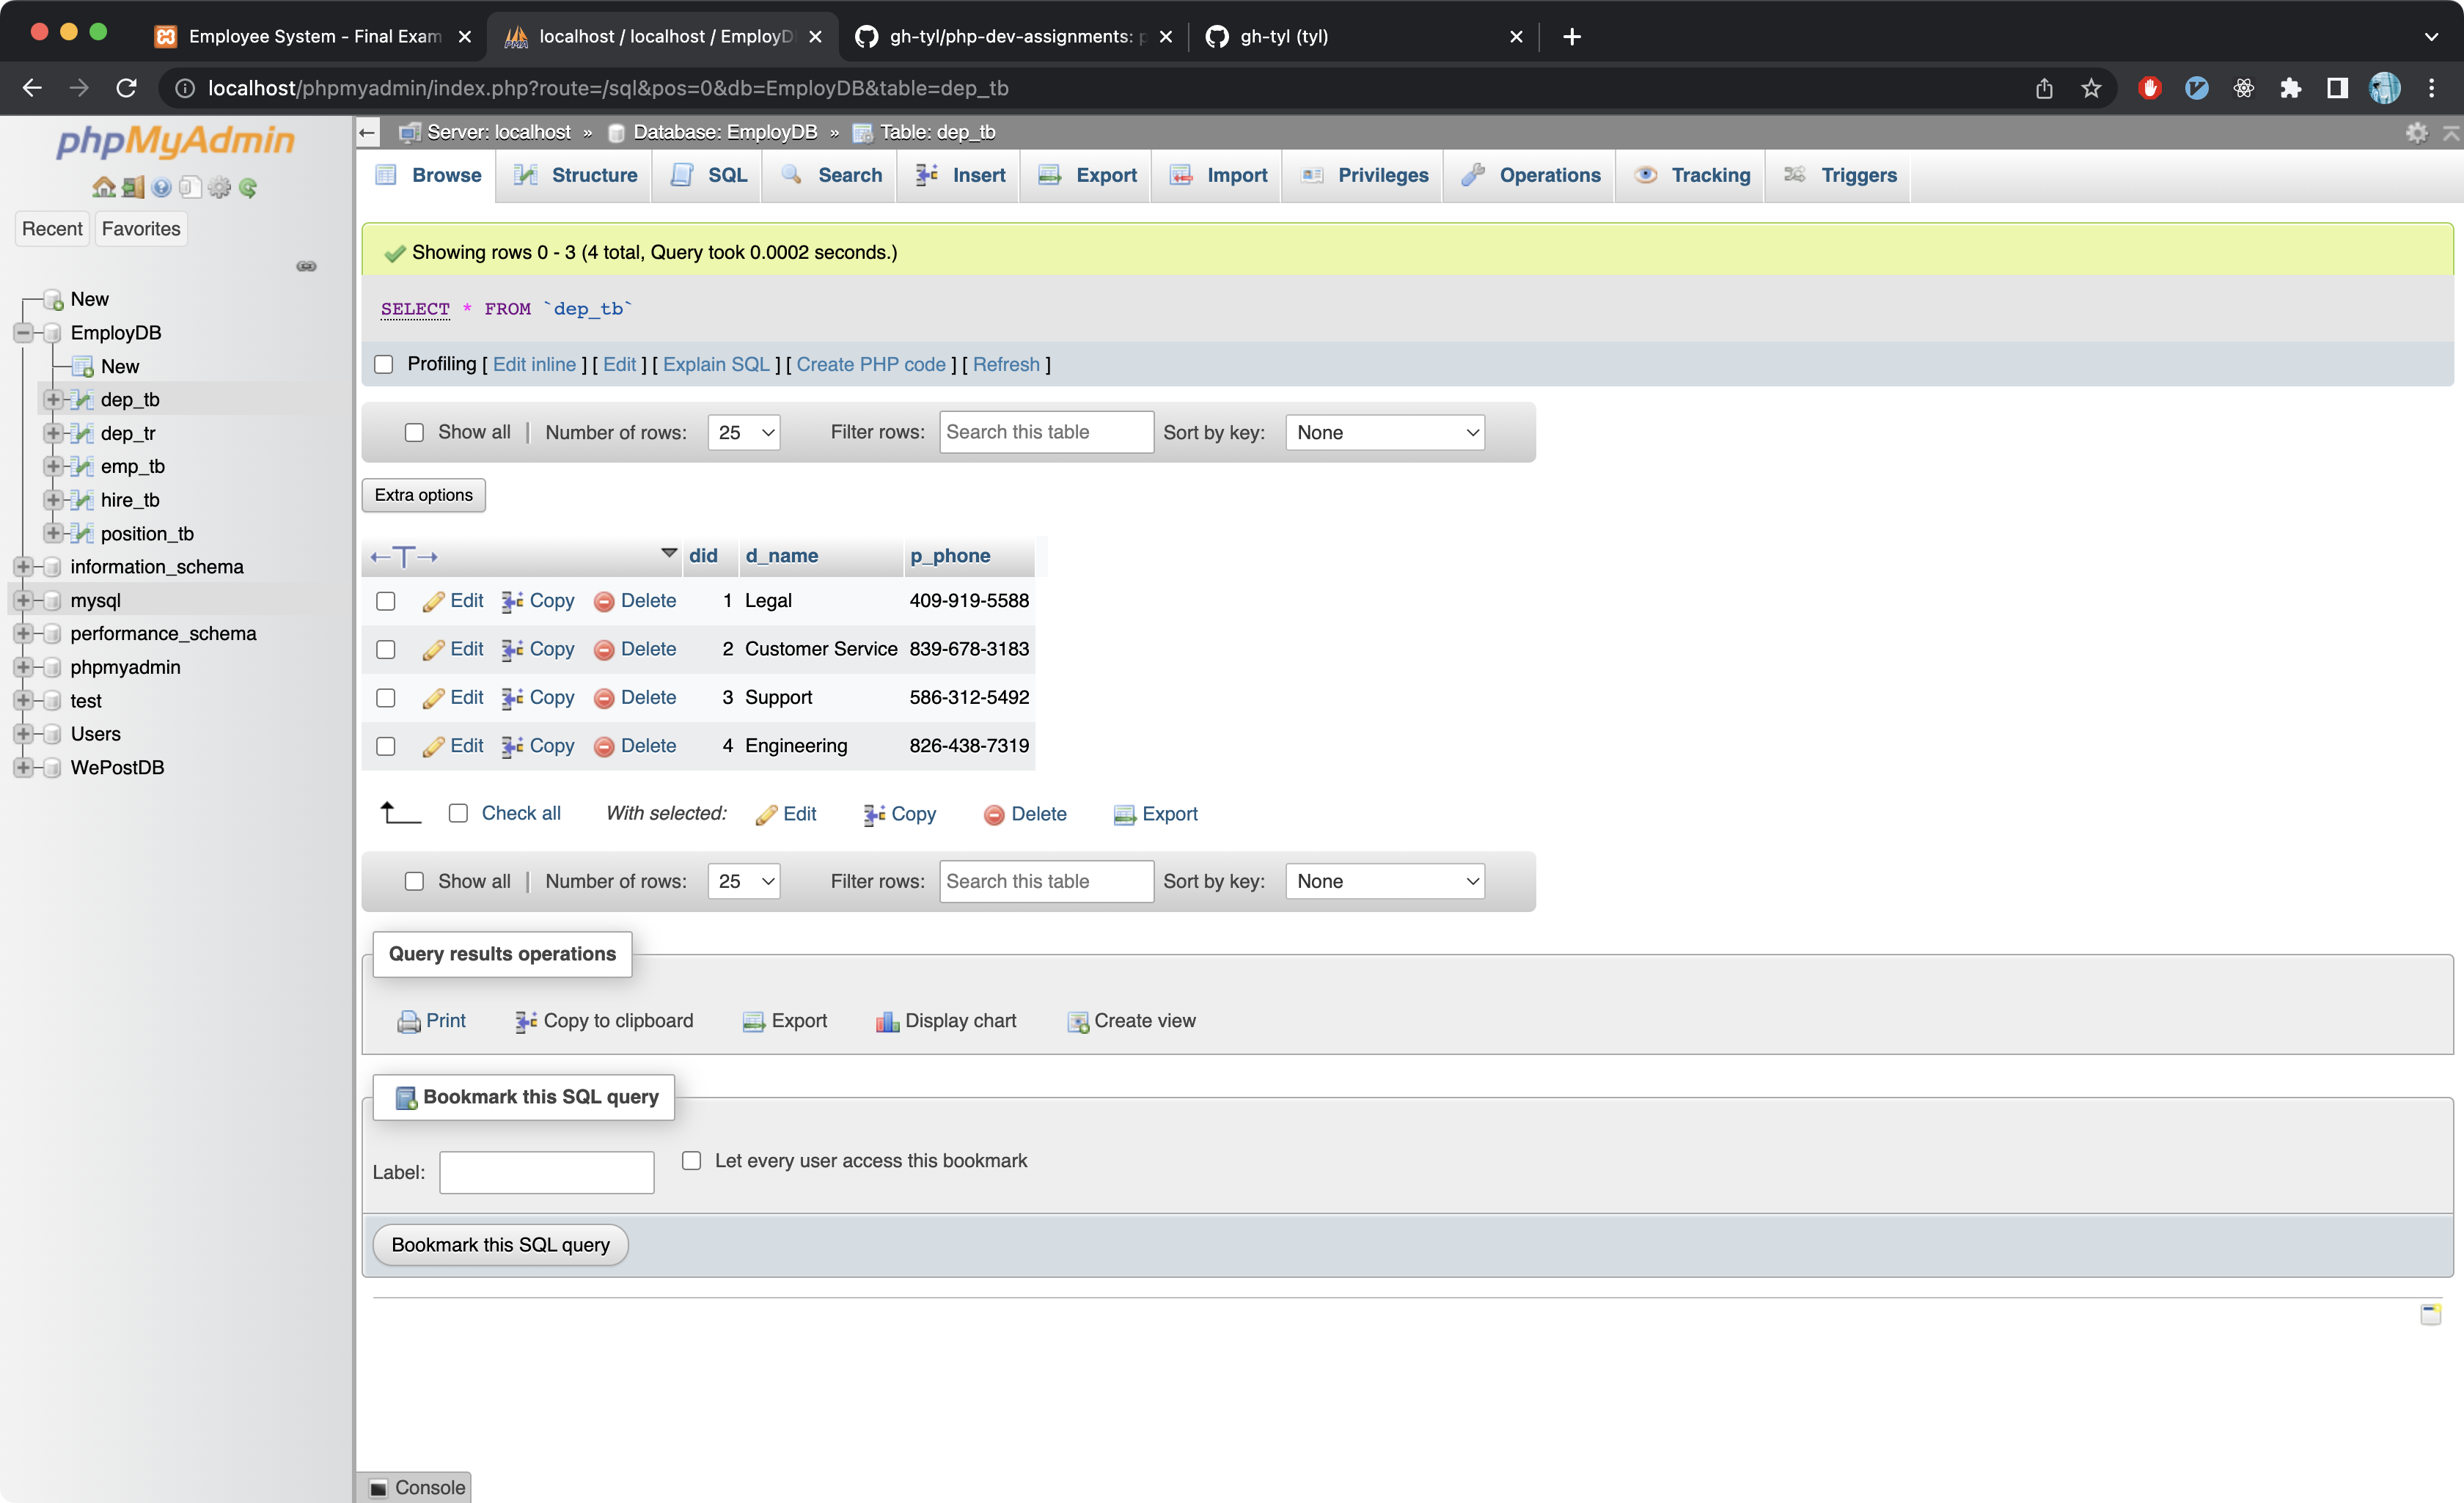 Employee System - Final Exam
localhost / localhost / EmployD
gh-tyl/php-dev-assignments: p
gh-tyl (tyl)
localhost/phpmyadmin/index.php?route=/sql&pos=0&db=EmployDB&table=dep_tb
phpMyAdmin
Recent
Favorites
New
EmployDB
New
dep_tb
dep_tr
emp_tb
hire_tb
position_tb
information_schema
mysql
performance_schema
phpmyadmin
test
Users
WePostDB
Server: localhost » Database: EmployDB » Table: dep_tb
Browse Structure SQL Search Insert Export Import Privileges Operations Tracking Triggers
Showing rows 0 - 3 (4 total, Query took 0.0002 seconds.)
SELECT * FROM `dep_tb`
Profiling [ Edit inline ] [ Edit ] [ Explain SQL ] [ Create PHP code ] [ Refresh ]
Show all | Number of rows: 25 Filter rows: Search this table Sort by key: None
Extra options
←T→ did d_name p_phone
Edit Copy Delete 1 Legal 409-919-5588
Edit Copy Delete 2 Customer Service 839-678-3183
Edit Copy Delete 3 Support 586-312-5492
Edit Copy Delete 4 Engineering 826-438-7319
Check all With selected: Edit Copy Delete Export
Show all | Number of rows: 25 Filter rows: Search this table Sort by key: None
Query results operations
Print Copy to clipboard Export Display chart Create view
Bookmark this SQL query
Label: Let every user access this bookmark
Bookmark this SQL query
Console